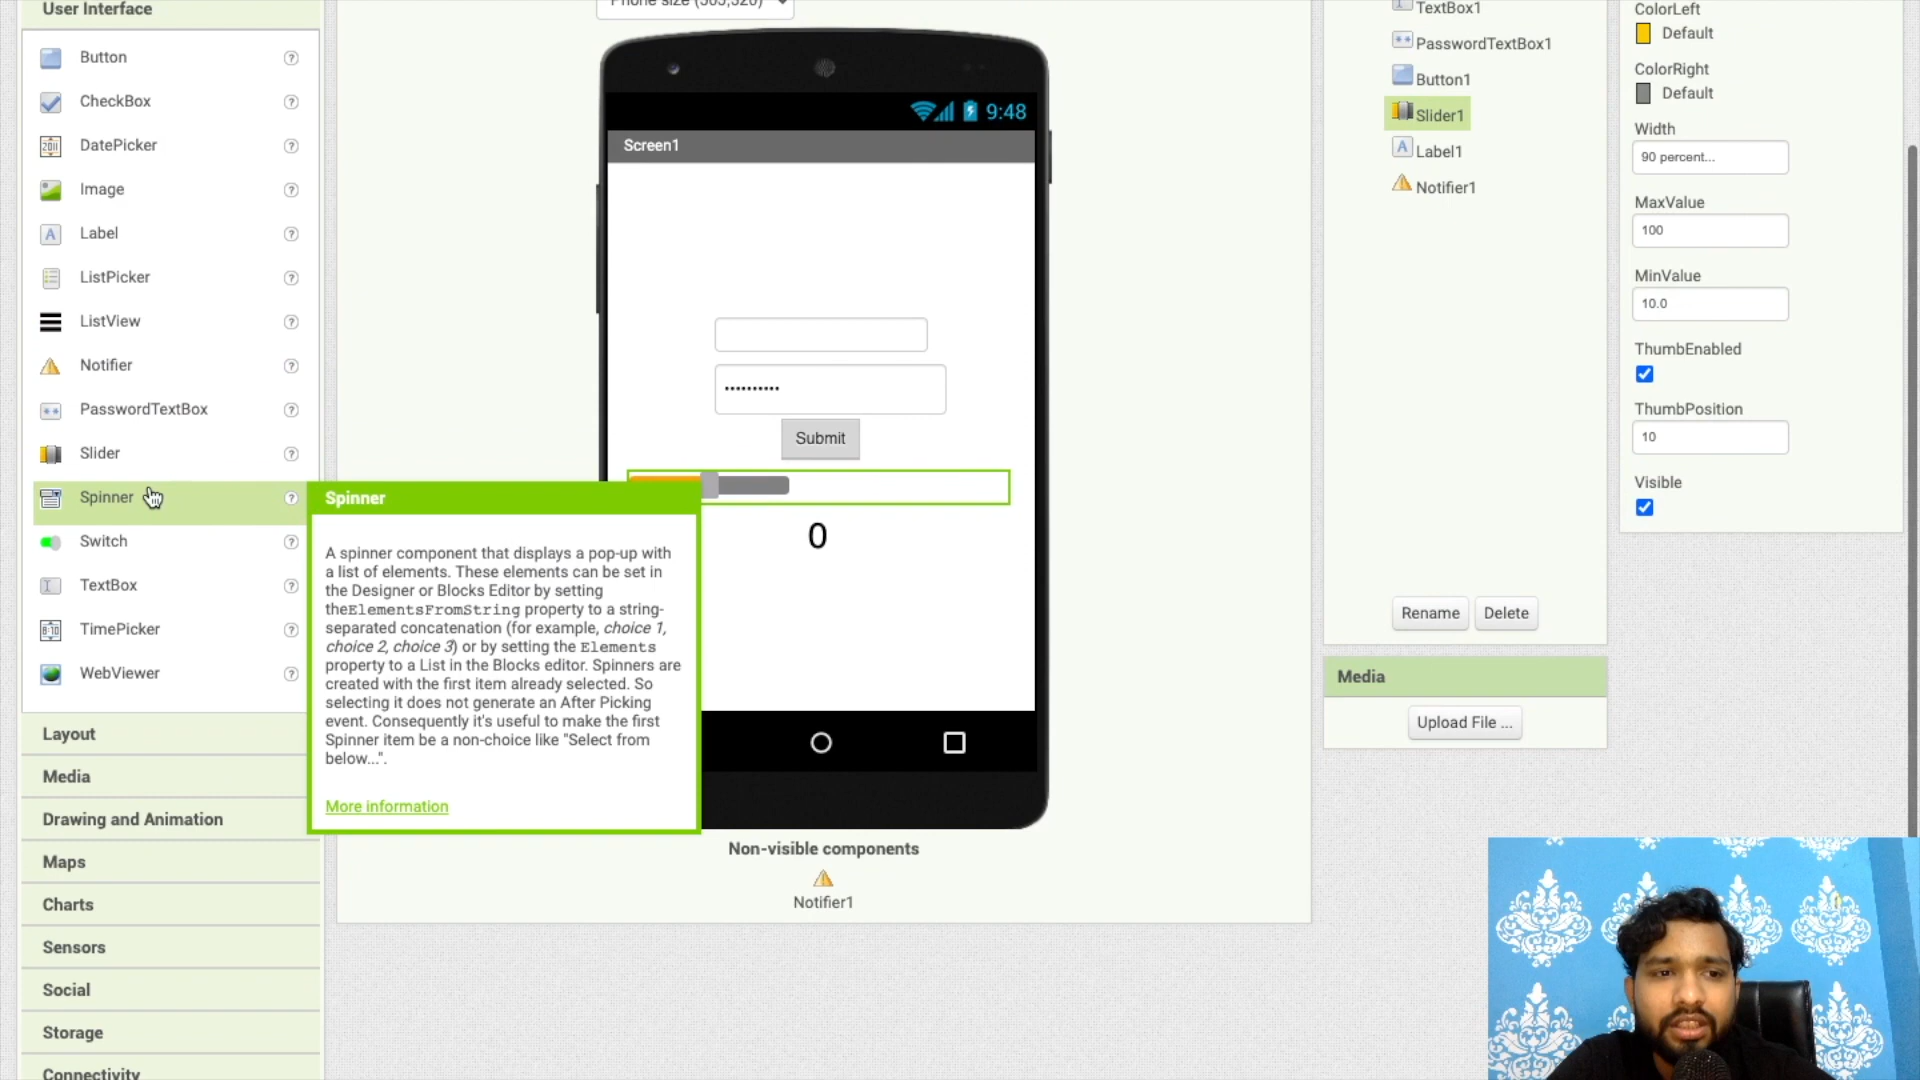 User Interface
Button
CheckBox
DatePicker
Image
Label
ListPicker
ListView
Notifier
PasswordTextBox
Slider
Spinner
Switch
TextBox
TimePicker
WebViewer
Layout
Media
Drawing and Animation
Maps
Charts
Sensors
Social
Storage
Connectivity
Spinner
A spinner component that displays a pop-up with
a list of elements. These elements can be set in
the Designer or Blocks Editor by setting
theElementsFromString property to a string-
separated concatenation (for example, choice 1,
choice 2, choice 3) or by setting the Elements
property to a List in the Blocks editor. Spinners are
created with the first item already selected. So
selecting it does not generate an After Picking
event. Consequently it's useful to make the first
Spinner item be a non-choice like "Select from
below...".
More information
Phone size (505,320)
9:48
Screen1
Submit
0
Non-visible components
Notifier1
TextBox1
PasswordTextBox1
Button1
Slider1
Label1
Notifier1
Rename
Delete
Media
Upload File ...
ColorLeft
Default
ColorRight
Default
Width
90 percent...
MaxValue
100
MinValue
10.0
ThumbEnabled
ThumbPosition
10
Visible